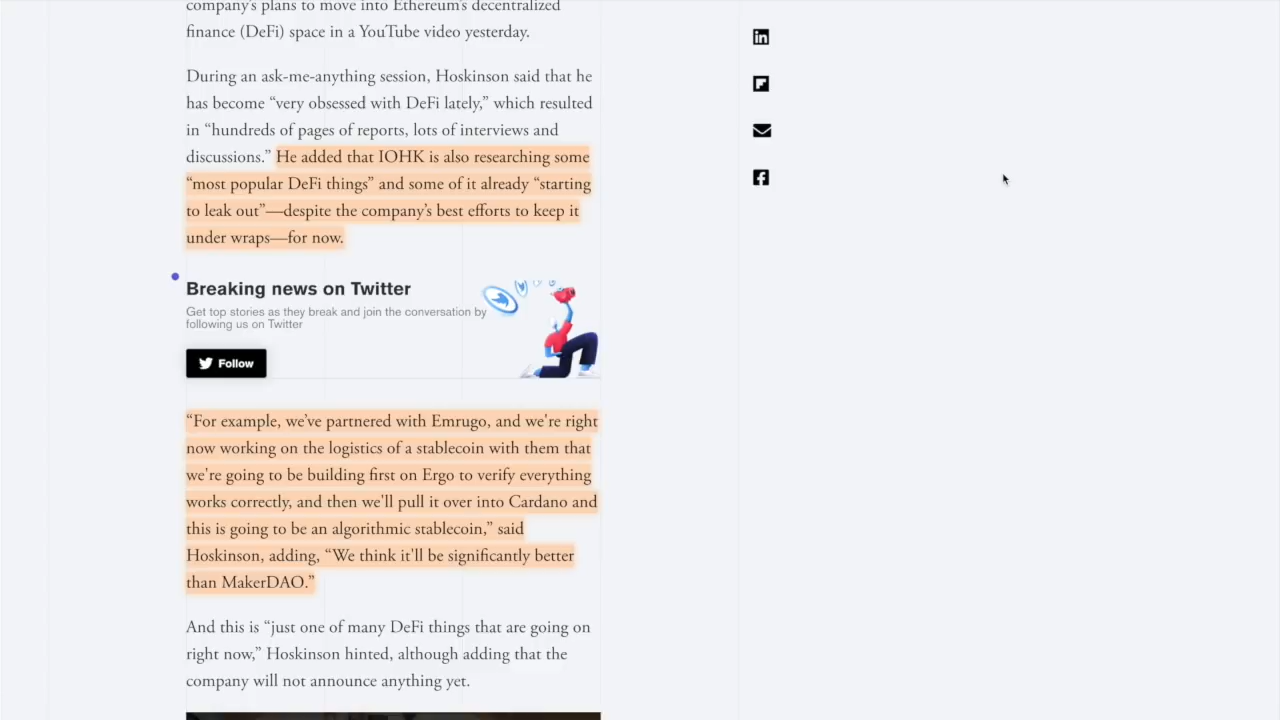 company's plans to move into Ethereum's decentralized
finance (DeFi) space in a YouTube video yesterday.
During an ask-me-anything session, Hoskinson said that he
has become “very obsessed with DeFi lately,” which resulted
in “hundreds of pages of reports, lots of interviews and
discussions.” He added that IOHK is also researching some
“most popular DeFi things” and some of it already “starting
to leak out”—despite the company’s best efforts to keep it
under wraps—for now.
Breaking news on Twitter
Get top stories as they break and join the conversation by
following us on Twitter
Follow
“For example, we’ve partnered with Emrugo, and we're right
now working on the logistics of a stablecoin with them that
we're going to be building first on Ergo to verify everything
works correctly, and then we'll pull it over into Cardano and
this is going to be an algorithmic stablecoin,” said
Hoskinson, adding, “We think it'll be significantly better
than MakerDAO.”
And this is “just one of many DeFi things that are going on
right now,” Hoskinson hinted, although adding that the
company will not announce anything yet.